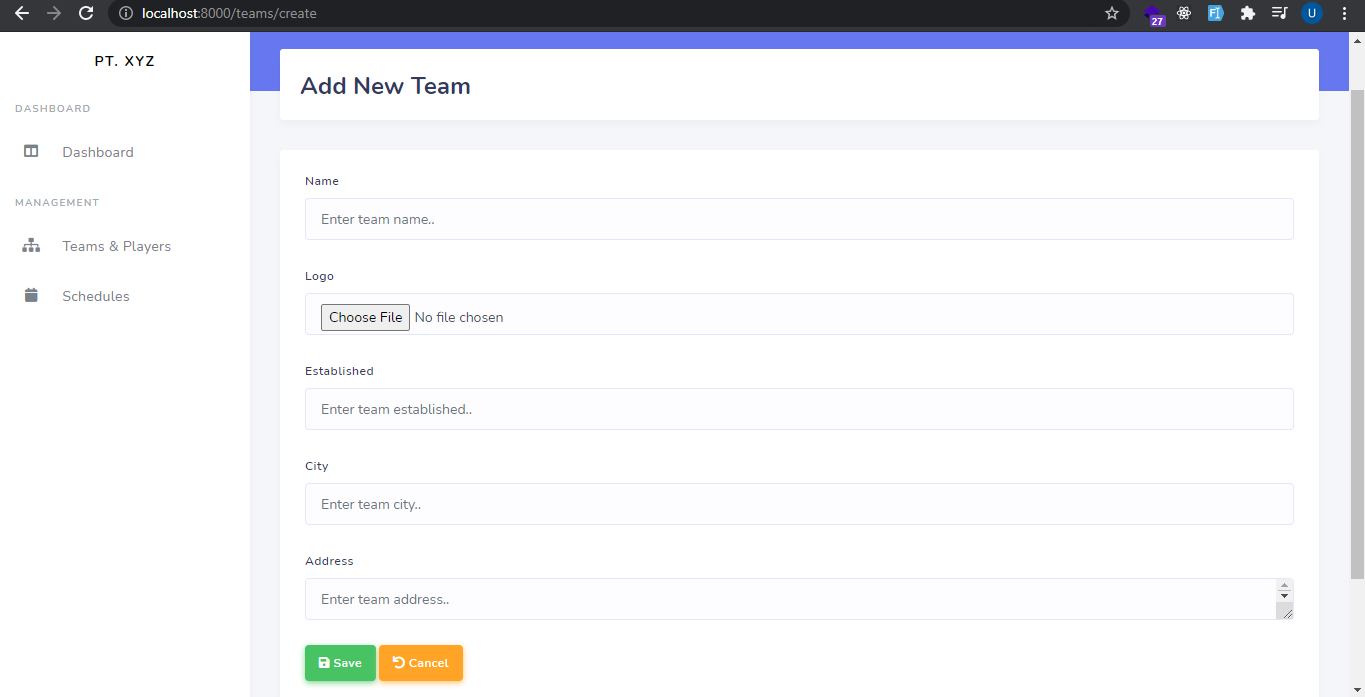 localhost:8000/teams/create
27
U
PT. XYZ
DASHBOARD
Dashboard
MANAGEMENT
Teams & Players
Schedules
Add New Team
Name
Enter team name..
Logo
Choose File No file chosen
Established
Enter team established..
City
Enter team city..
Address
Enter team address..
Save Cancel